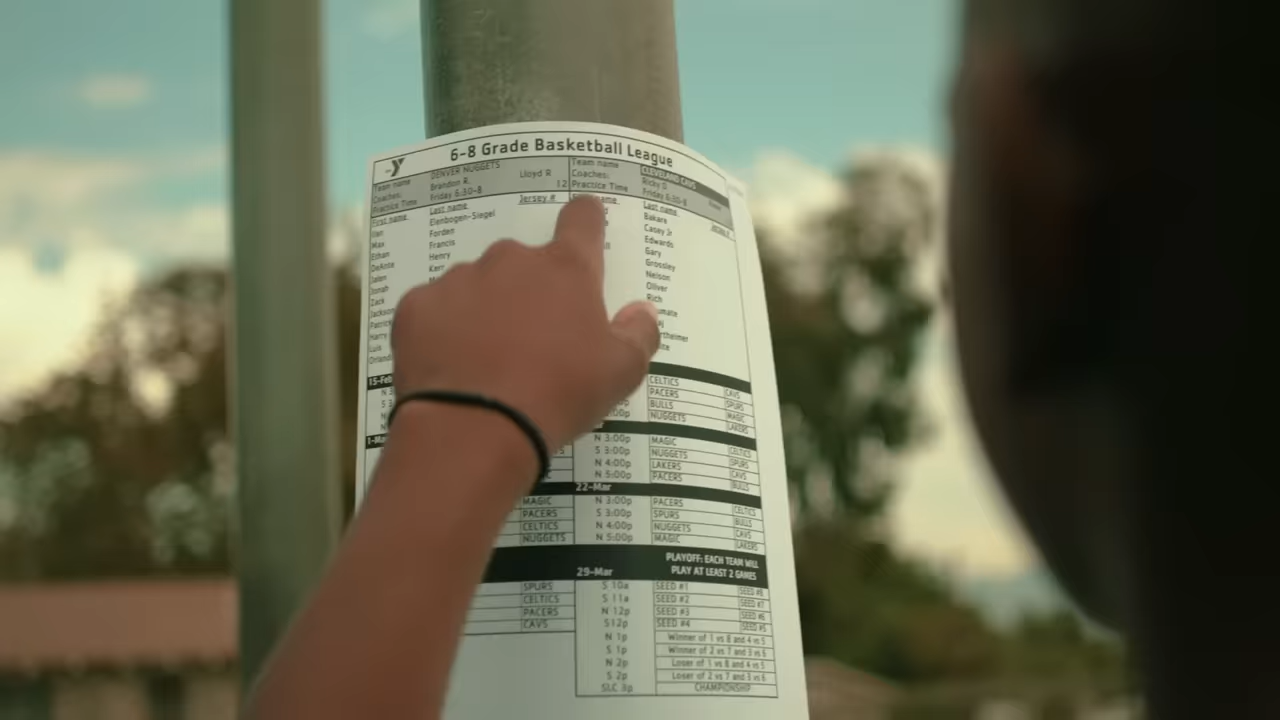 6-8 Grade Basketball League
Y
Team name DENVER NUGGETS Team name CLEVELAND CAVS
Coaches: Brandon R. Lloyd R Coaches: Ricky D
Practice Time Friday 6:30-8 12 Practice Time Friday 6:30-8
First name Last name Jersey # name Last name
Ilan Elenbogen-Siegel Bakare
Max Forden Casey Jr
Ethan Francis Edwards
DeAnte Henry Gary
Jalen Kerr Grossley
Jonah Nelson
Zack Oliver
Jackson Rich
Patric
Harry rtheimer
Luis
Orland
15-Feb
CELTICS CAVS
PACERS SPURS
BULLS MAGIC
NUGGETS LAKERS
1-Ma
N 3:00p MAGIC CELTICS
S 3:00p NUGGETS SPURS
N 4:00p LAKERS CAVS
N 5:00p PACERS BULLS
22-Mar
MAGIC N 3:00p PACERS CELTICS
PACERS S 3:00p SPURS BULLS
CELTICS N 4:00p NUGGETS CAVS
NUGGETS N 5:00p MAGIC LAKERS
PLAYOFF: EACH TEAM WILL
29-Mar PLAY AT LEAST 2 GAMES
SPURS S 10a SEED #1 SEED #8
CELTICS S 11a SEED #2 SEED #7
PACERS N 12p SEED #3 SEED #6
CAVS S12p SEED #4 SEED #5
N 1p Winner of 1 vs 8 and 4 vs 5
S 1p Winner of 2 vs 7 and 3 vs 6
N 2p Loser of 1 vs 8 and 4 vs 5
S 2p Loser of 2 vs 7 and 3 vs 6
SLC 3p CHAMPIONSHIP